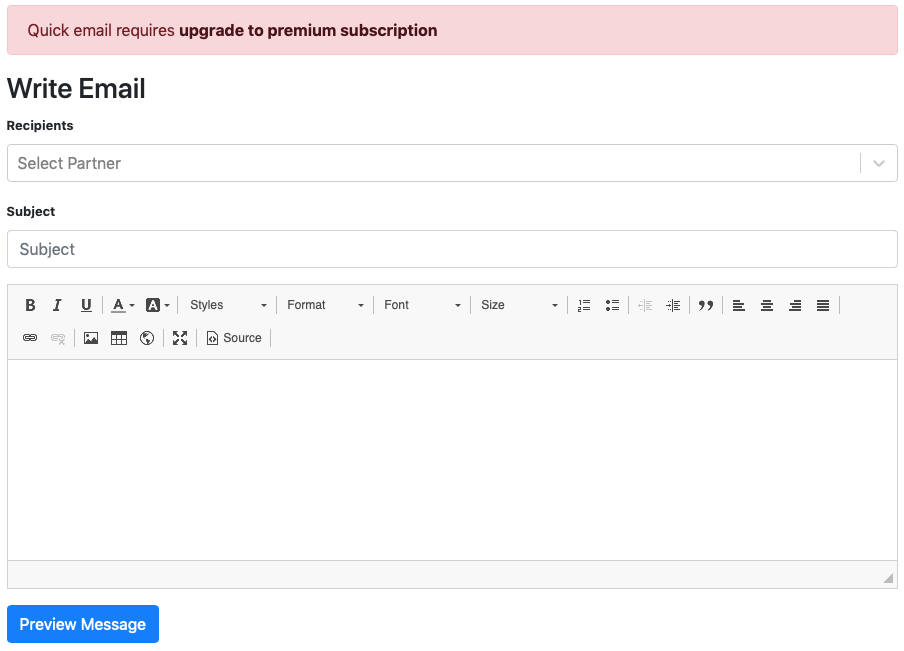 Quick email requires upgrade to premium subscription
Write Email
Recipients
Select Partner
Subject
Subject
B I U A A Styles Format Font Size
Source
Preview Message